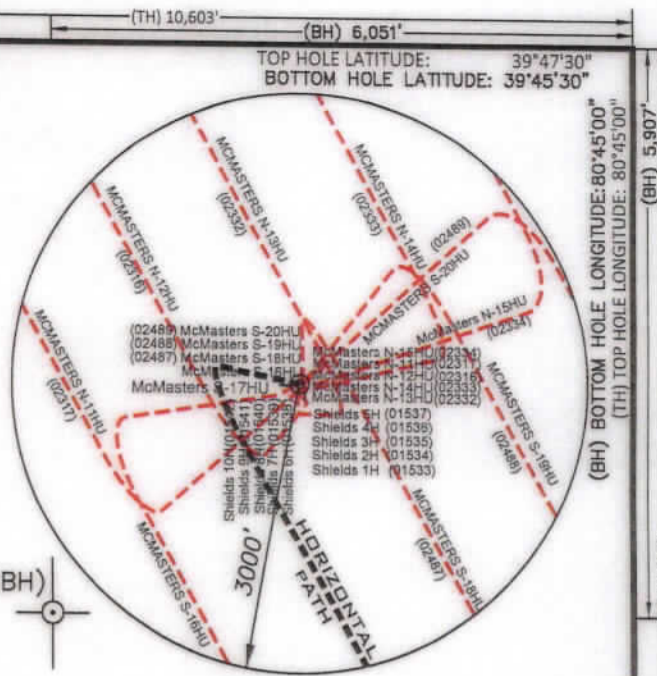 (TH) 10,603'
(BH) 6,051'
TOP HOLE LATITUDE: 39°47'30"
BOTTOM HOLE LATITUDE: 39°45'30"
(BH) 5,907'
(BH) BOTTOM HOLE LONGITUDE: 80°45'00"
(TH) TOP HOLE LONGITUDE: 80°45'00"
MCMASTERS N-13HU
(02332)
MCMASTERS N-14HU
(02333)
MCMASTERS N-12HU
(02316)
MCMASTERS N-11HU
(02317)
(02489)
MCMASTERS S-20HU
McMasters N-15HU
(02334)
(02489) McMasters S-20HU
(02488) McMasters S-19HU
(02487) McMasters S-18HU
McMasters S-17HU
McMasters N-15HU (02334)
McMasters N-13HU (02332)
Shields 5H (01537)
Shields 4H (01536)
Shields 3H (01535)
Shields 2H (01534)
Shields 1H (01533)
MCMASTERS S-19HU
(02488)
MCMASTERS S-18HU
(02487)
MCMASTERS S-16HU
3000'
HORIZONTAL
PATH
BH)